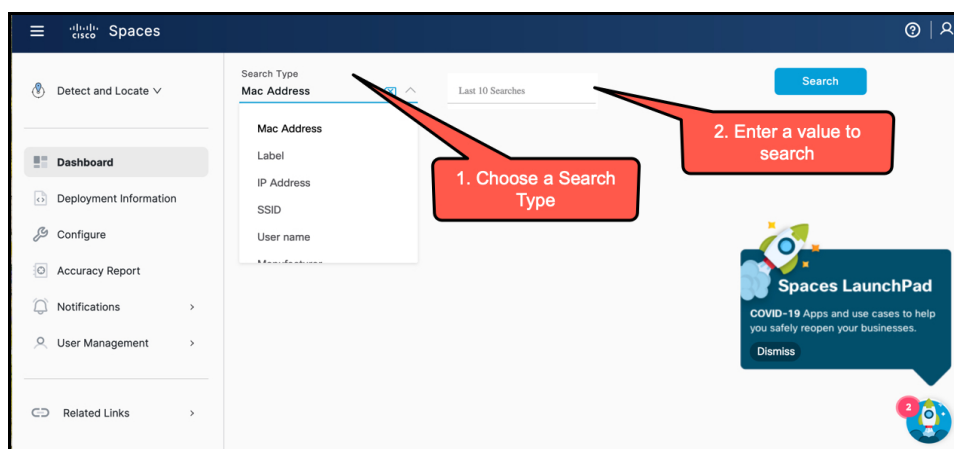 cisco Spaces
Detect and Locate
Dashboard
Deployment Information
Configure
Accuracy Report
Notifications
User Management
Related Links
Search Type
Mac Address
Last 10 Searches
Search
Mac Address
Label
IP Address
SSID
User name
Manufacturer
1. Choose a Search
Type
2. Enter a value to
search
Spaces LaunchPad
COVID-19 Apps and use cases to help
you safely reopen your businesses.
Dismiss
2